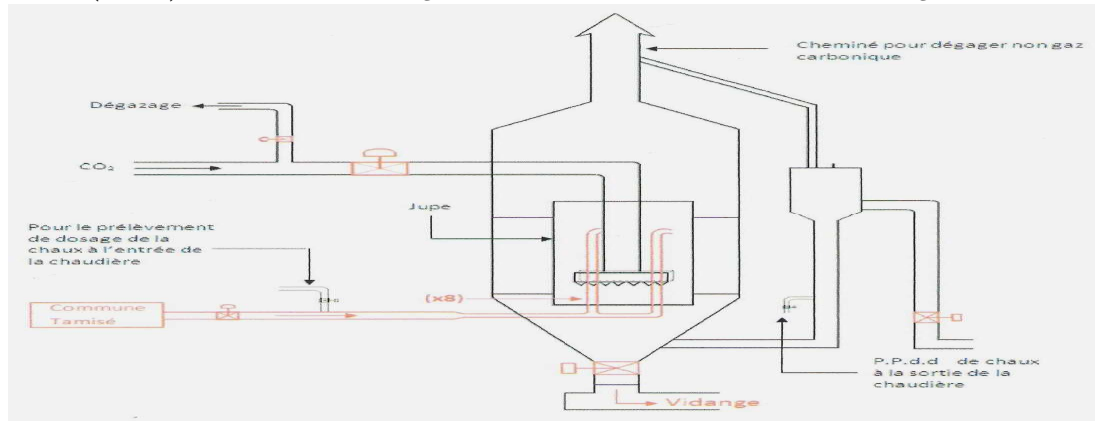 Cheminé pour dégager non gaz
carbonique
Dégazage
CO₂
Jupe
Pour le prélèvement
de dosage de la
chaux à l'entrée de
la chaudière
(x8)
Commune
Tamisé
P.P.d.d de chaux
à la sortie de la
chaudière
Vidange